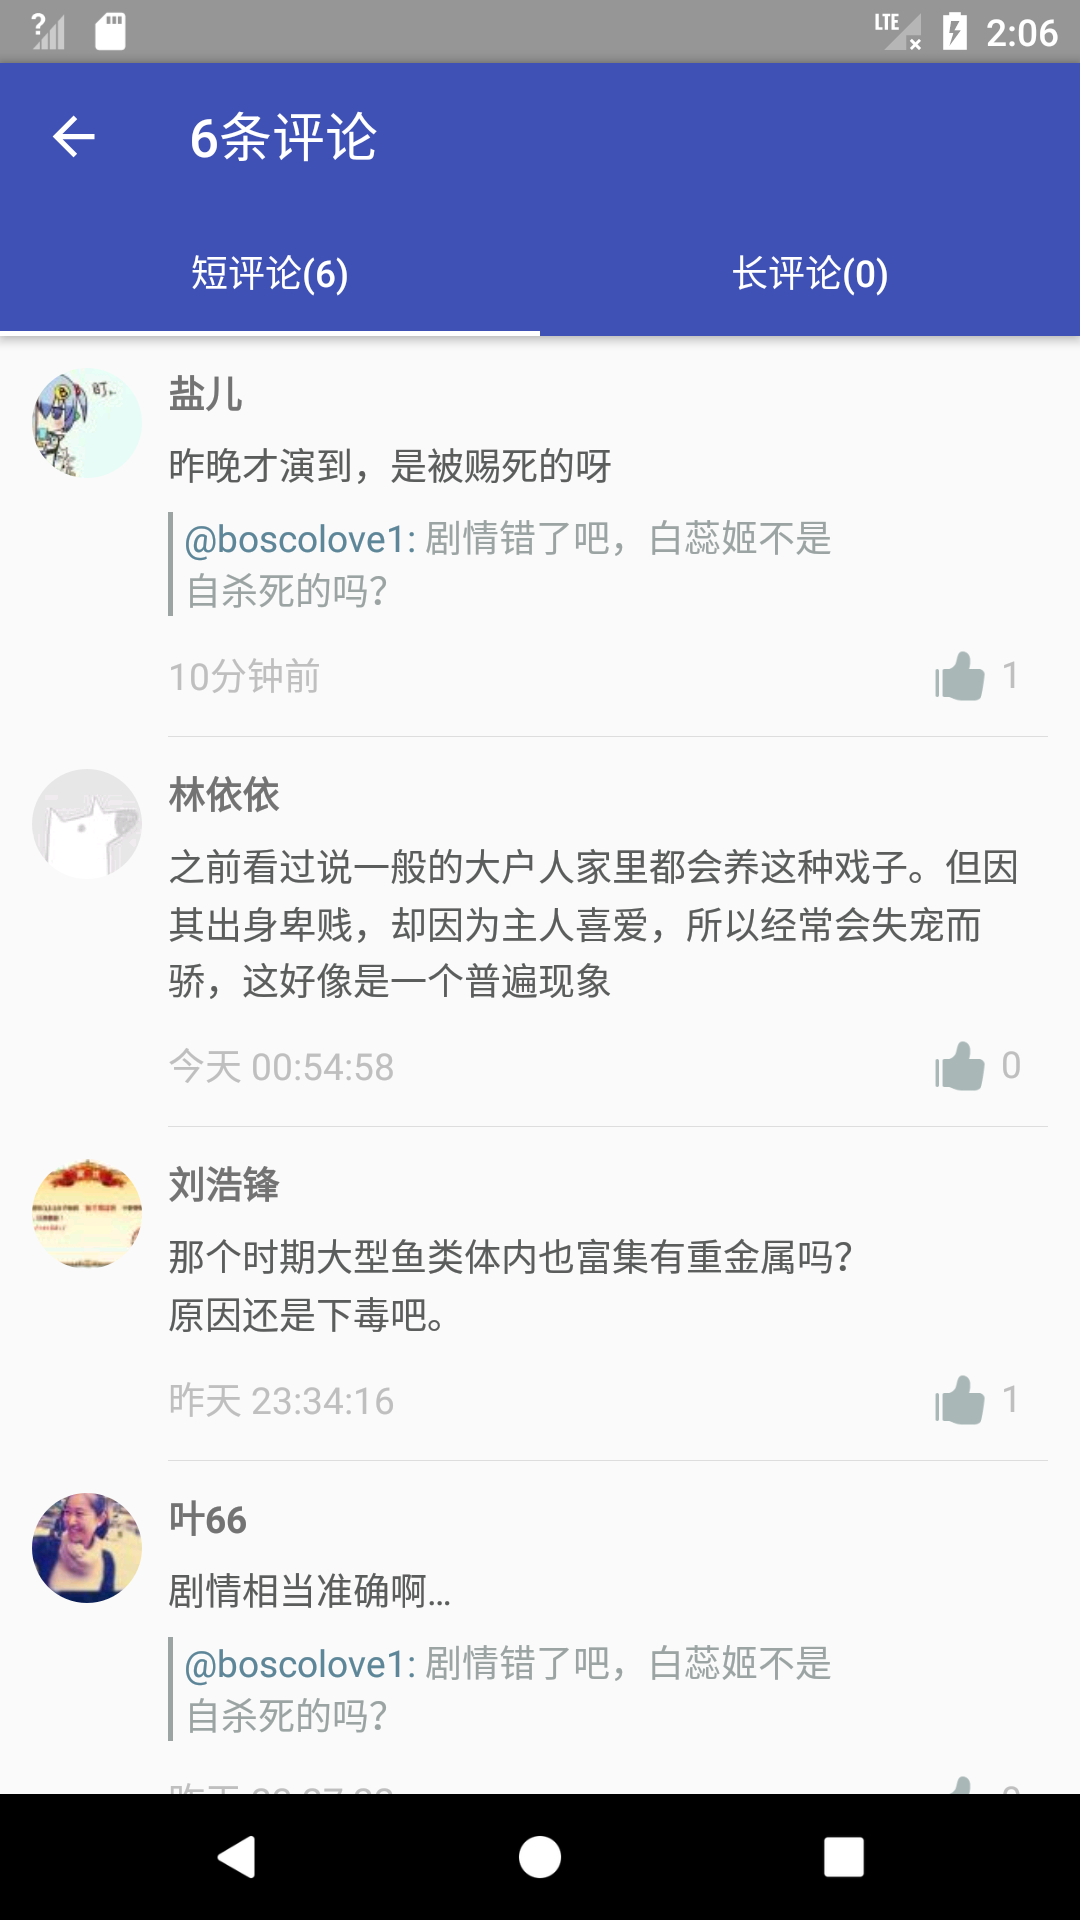 ?
LTE
2:06
6条评论
短评论(6)
长评论(0)
盐儿
昨晚才演到，是被赐死的呀
@boscolove1: 剧情错了吧，白蕊姬不是
自杀死的吗？
10分钟前
1
林依依
之前看过说一般的大户人家里都会养这种戏子。但因
其出身卑贱，却因为主人喜爱，所以经常会失宠而
骄，这好像是一个普遍现象
今天 00:54:58
0
刘浩锋
那个时期大型鱼类体内也富集有重金属吗？
原因还是下毒吧。
昨天 23:34:16
1
叶66
剧情相当准确啊...
@boscolove1: 剧情错了吧，白蕊姬不是
自杀死的吗？